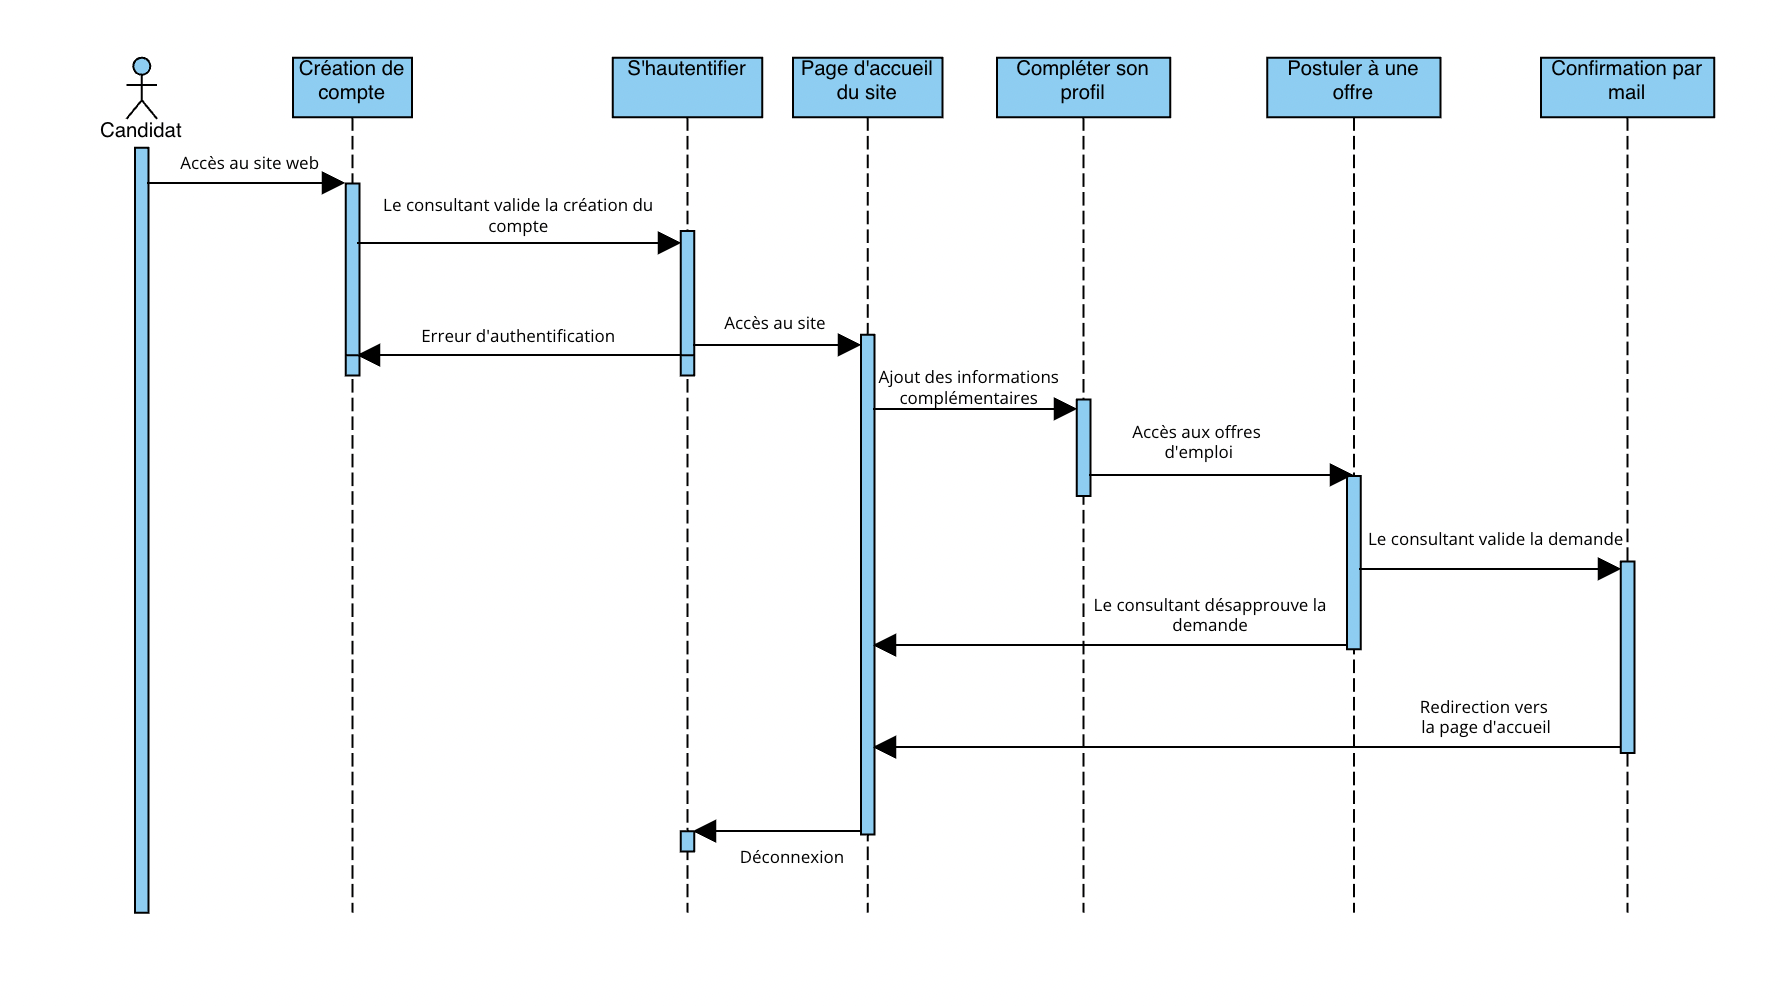 Candidat
Création de
compte
S'hautentifier
Page d'accueil
du site
Compléter son
profil
Postuler à une
offre
Confirmation par
mail
Accès au site web
Le consultant valide la création du
compte
Erreur d'authentification
Accès au site
Ajout des informations
complémentaires
Accès aux offres
d'emploi
Le consultant valide la demande
Le consultant désapprouve la
demande
Redirection vers
la page d'accueil
Déconnexion